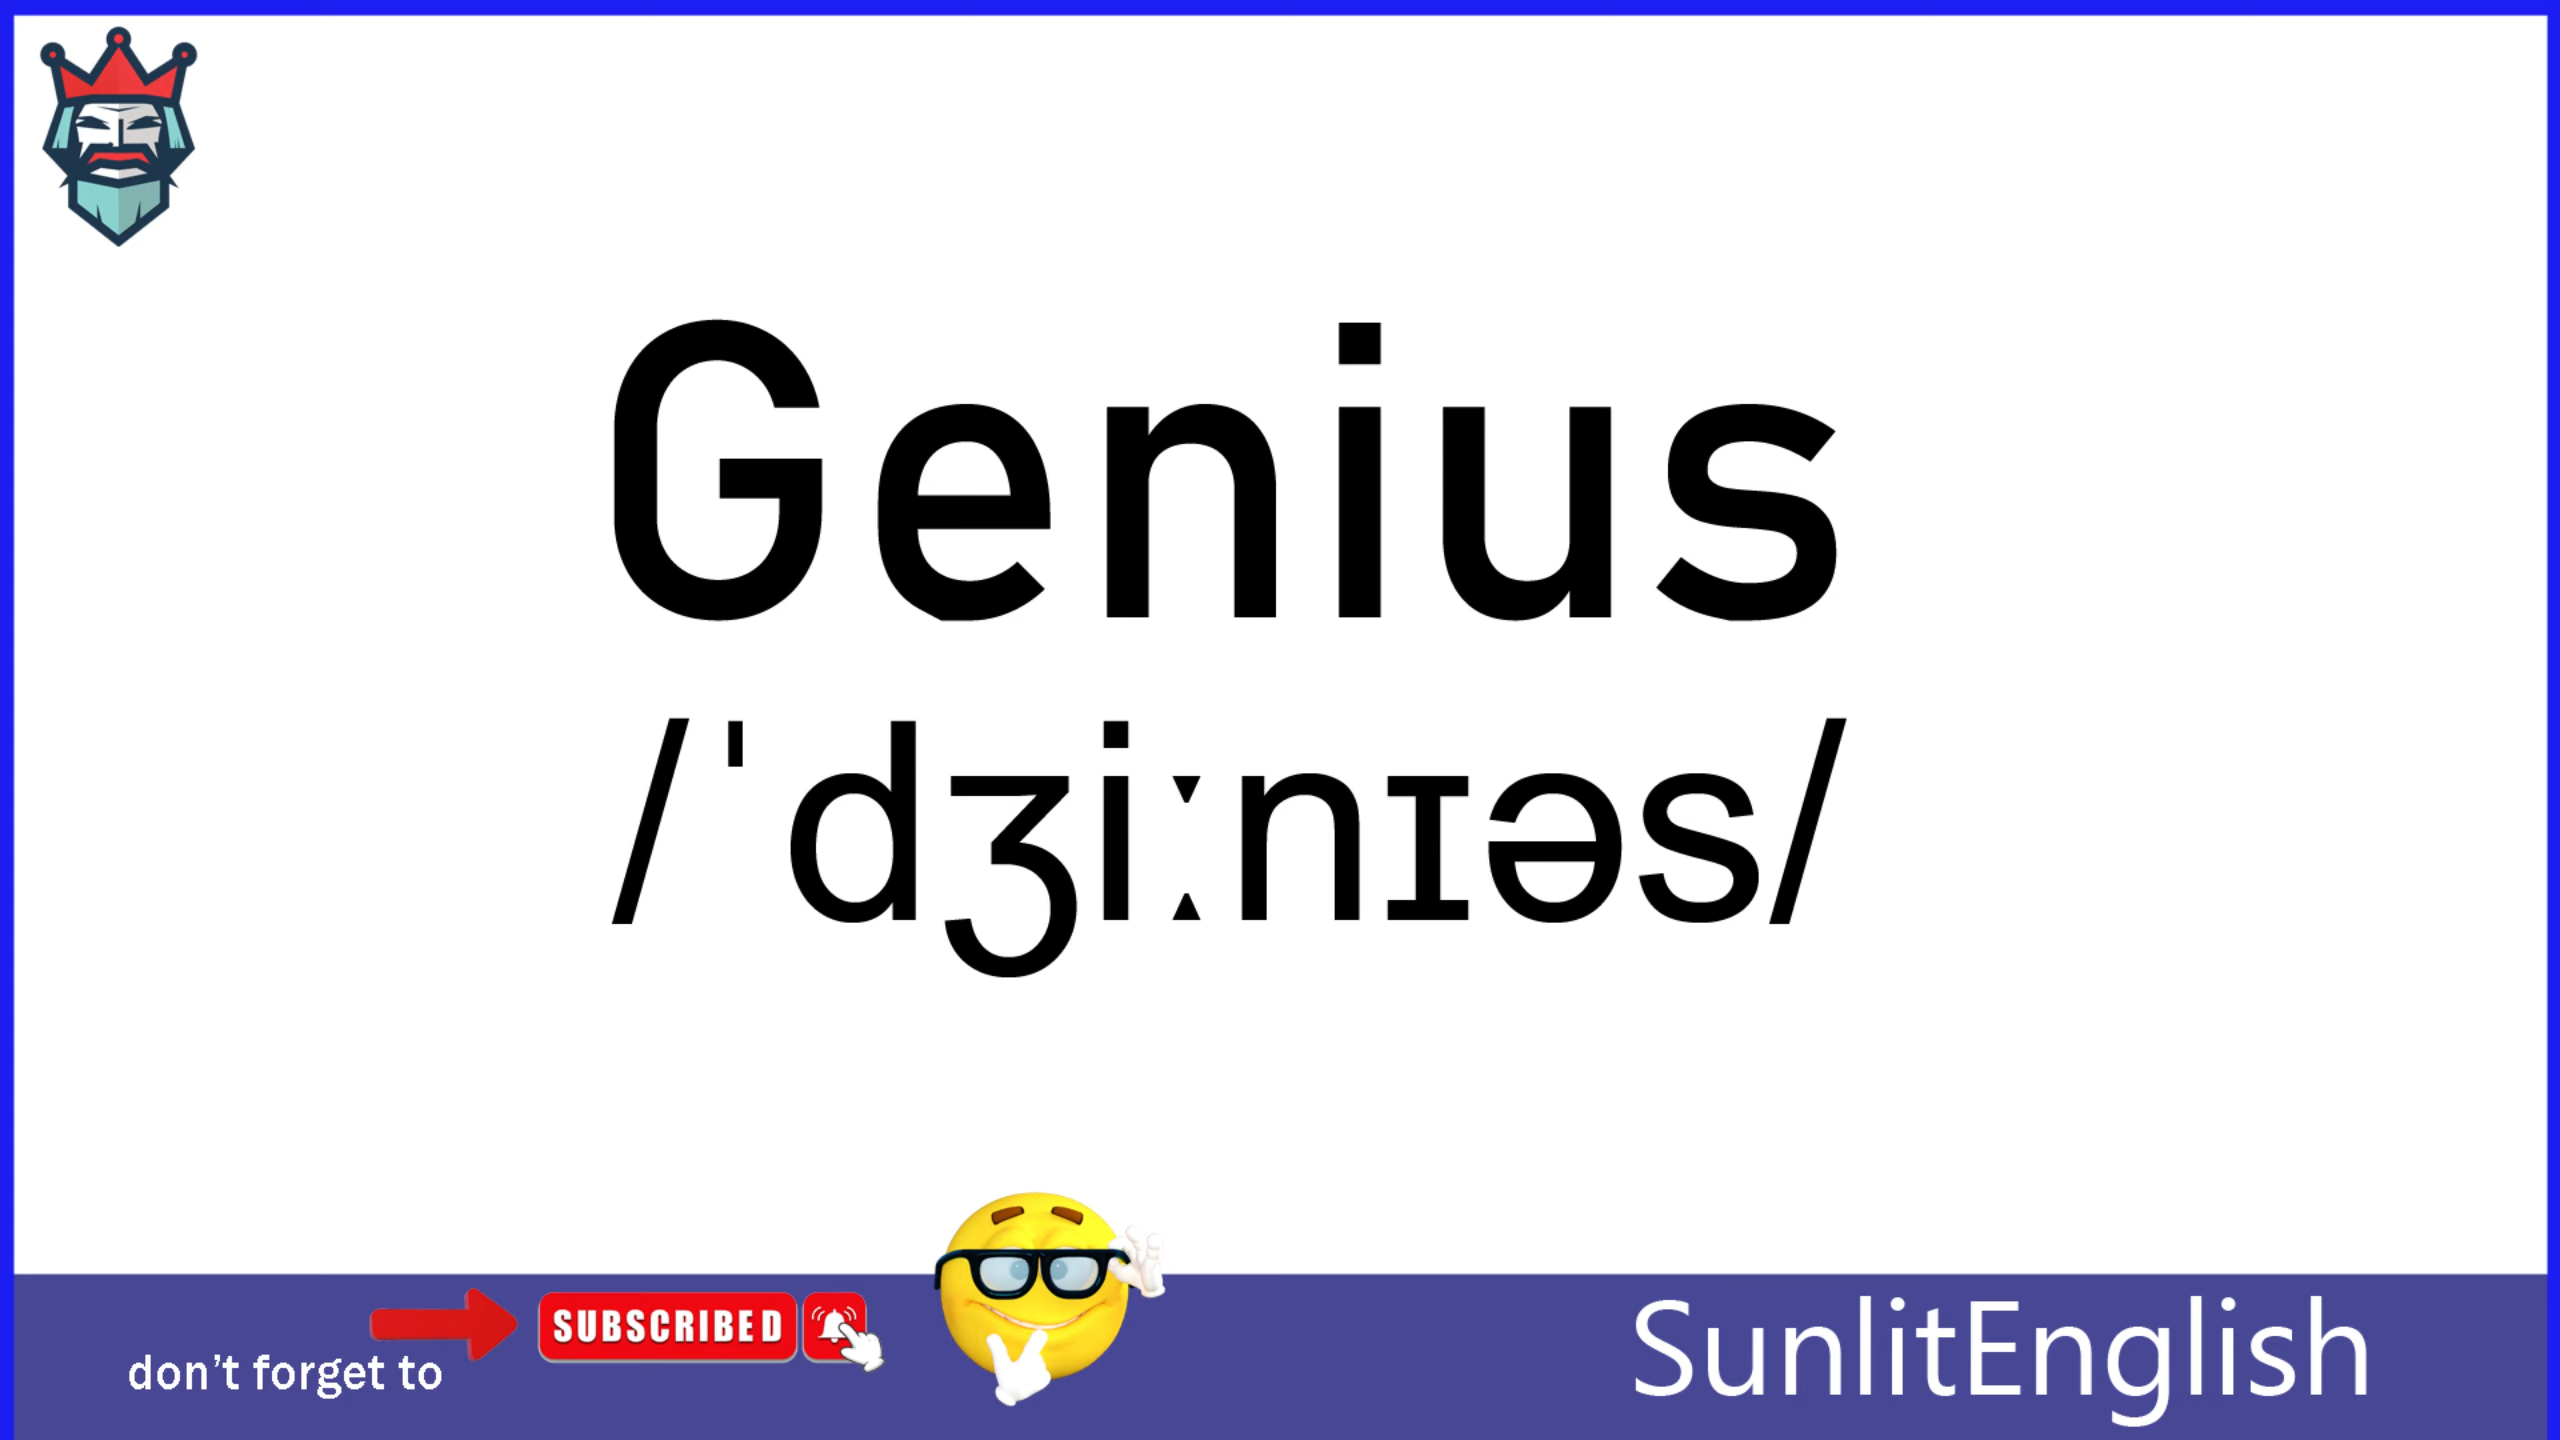 Genius
/ˈdʒiːnɪəs/
don't forget to
SUBSCRIBED
SunlitEnglish